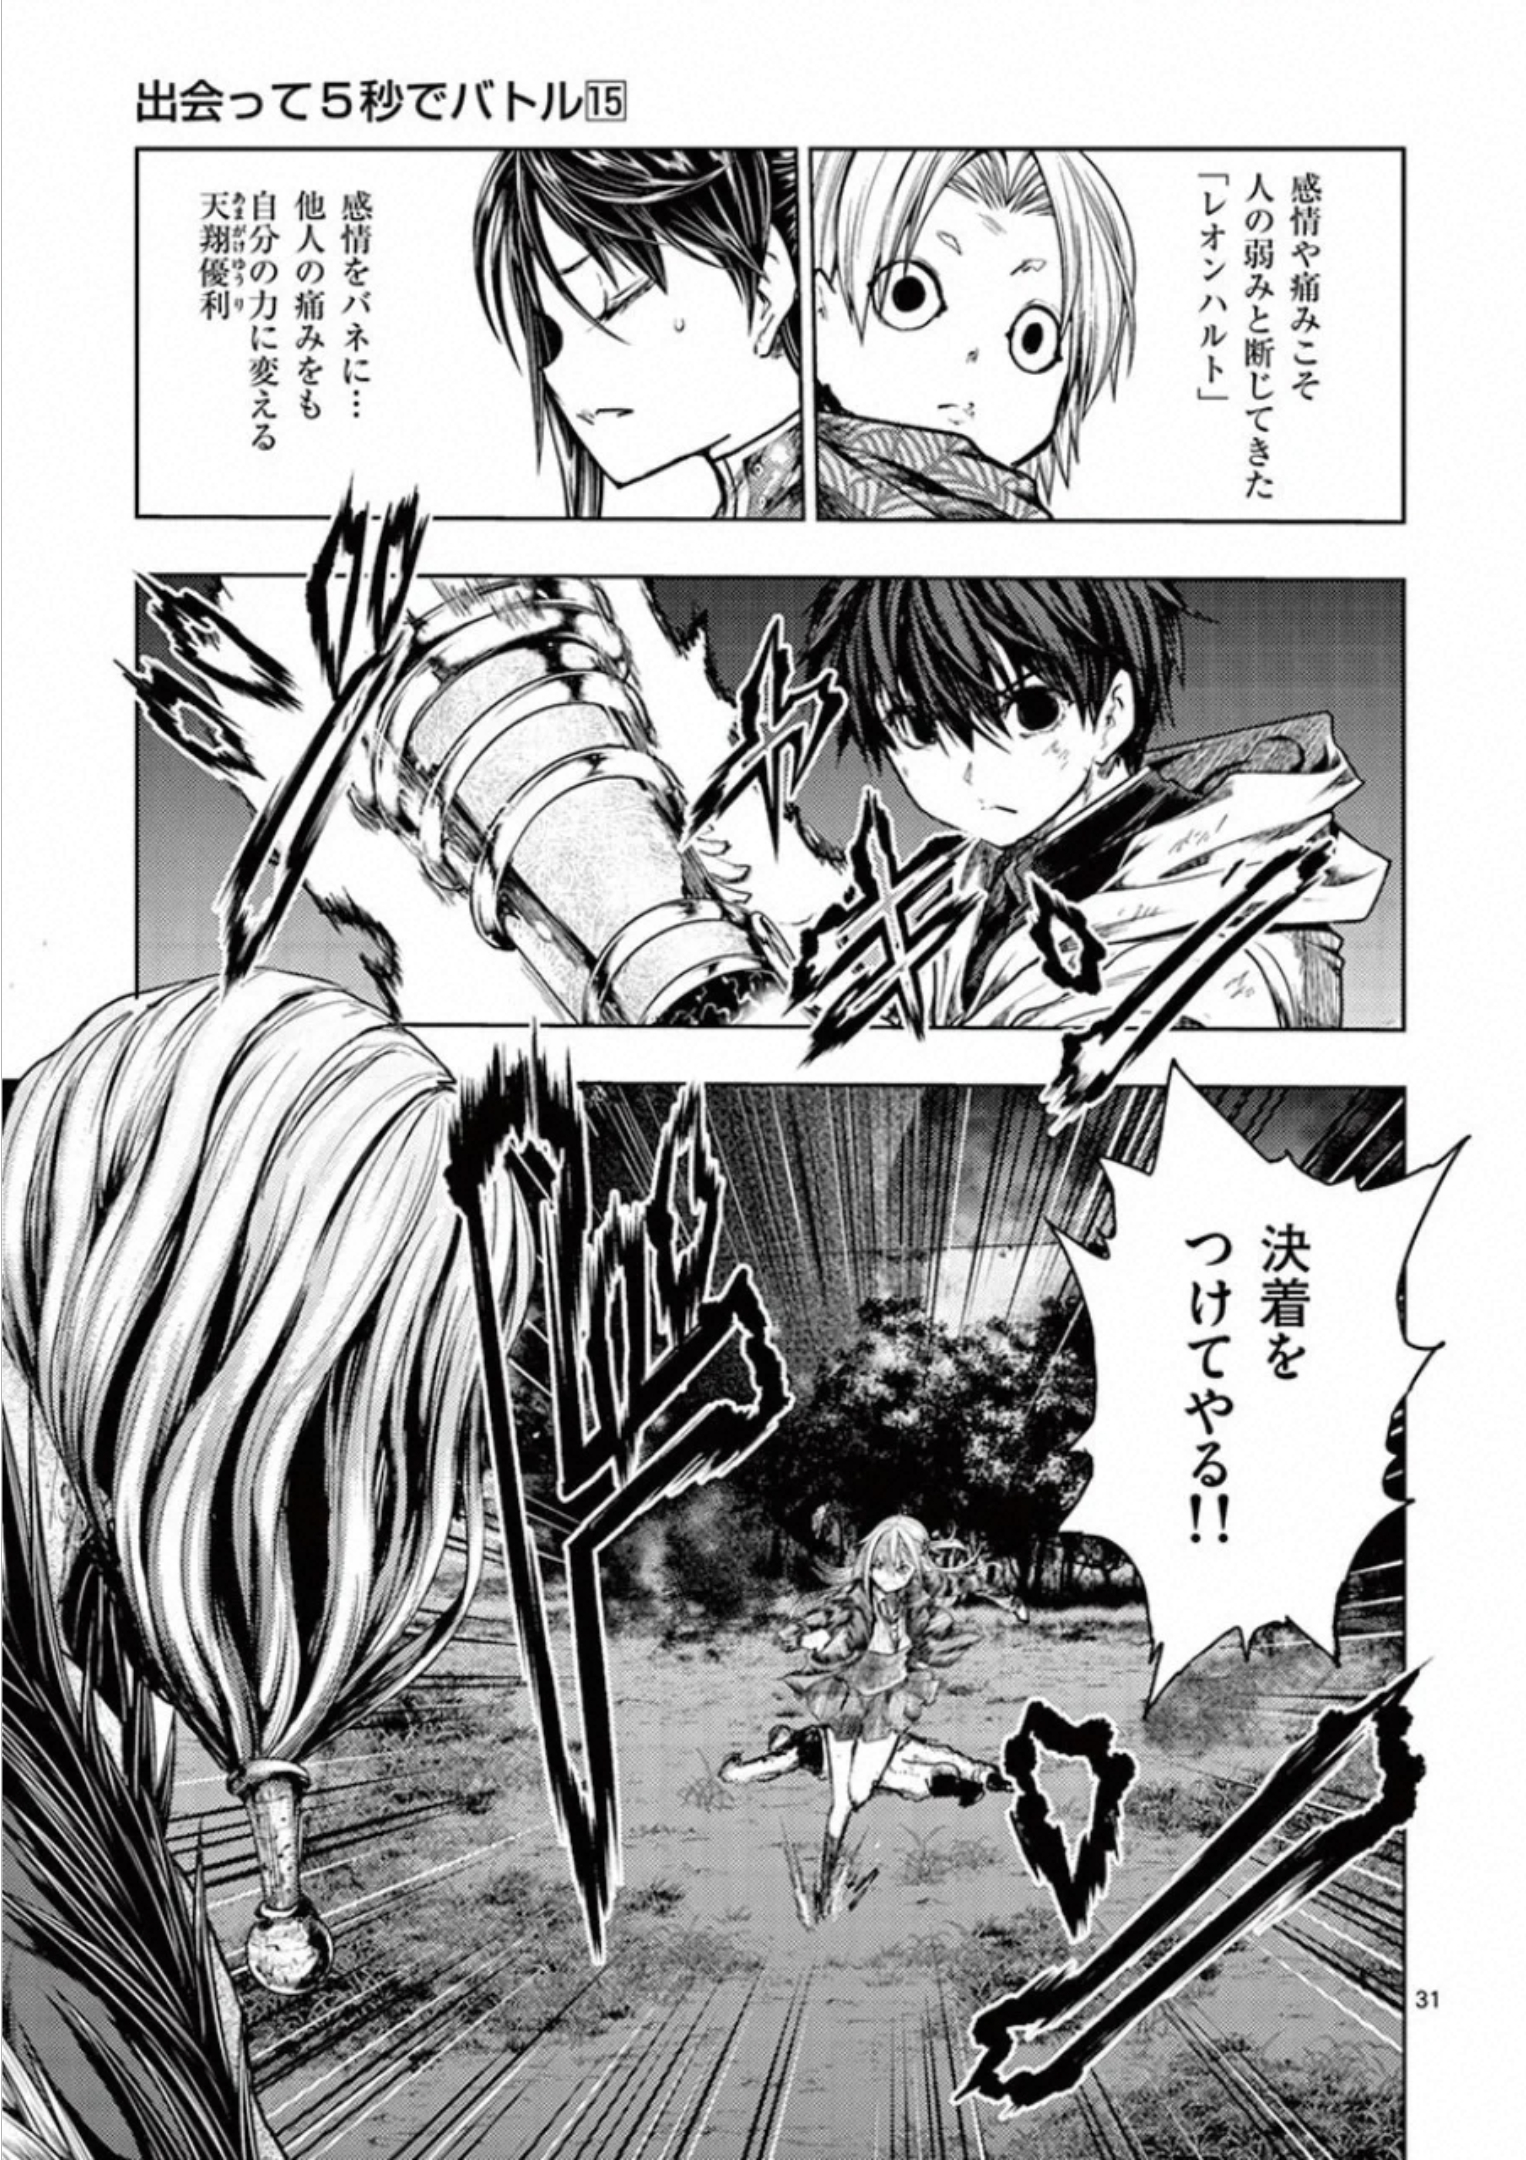 出会って5秒でバトル15
感情や痛みこそ
人の弱みと断じてきた
「レオンハルト」
感情をバネに…
他人の痛みをも
自分の力に変える
天翔優利
あまがけゆうり
決着を
つけてやる!!
31